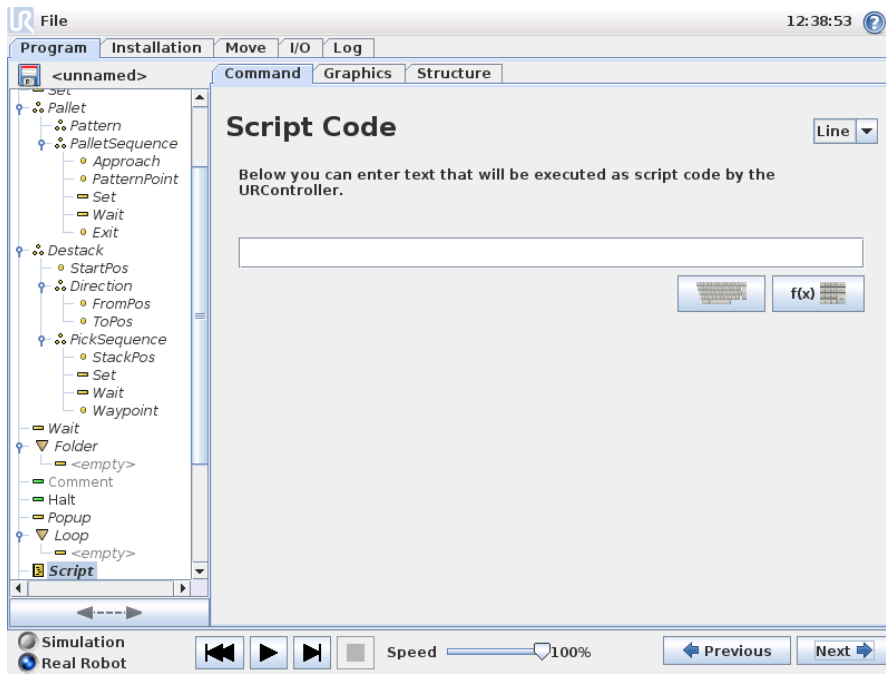 UR File 12:38:53 ?
Program Installation Move I/O Log
<unnamed> Command Graphics Structure
Set
Pallet
Pattern
PalletSequence
Approach
PatternPoint
Set
Wait
Exit
Destack
StartPos
Direction
FromPos
ToPos
PickSequence
StackPos
Set
Wait
Waypoint
Wait
Folder
<empty>
Comment
Halt
Popup
Loop
<empty>
Script
Script Code
Line
Below you can enter text that will be executed as script code by the
URController.
f(x)
Simulation
Real Robot
Speed 100%
Previous Next